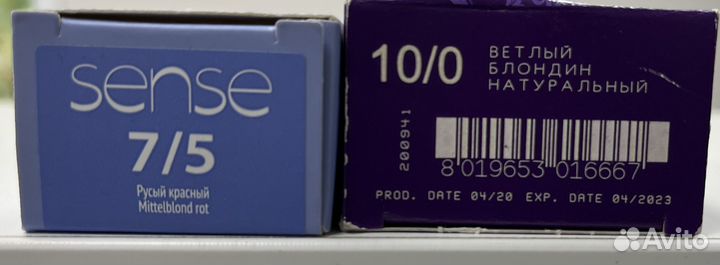 sense
7/5
Русый красный
Mittelblond rot
10/0
ВЕТЛЫЙ
БЛОНДИН
НАТУРАЛЬНЫЙ
200941
8 019653 016667
PROD. DATE 04/20 EXP. DATE 04/2023
Avito